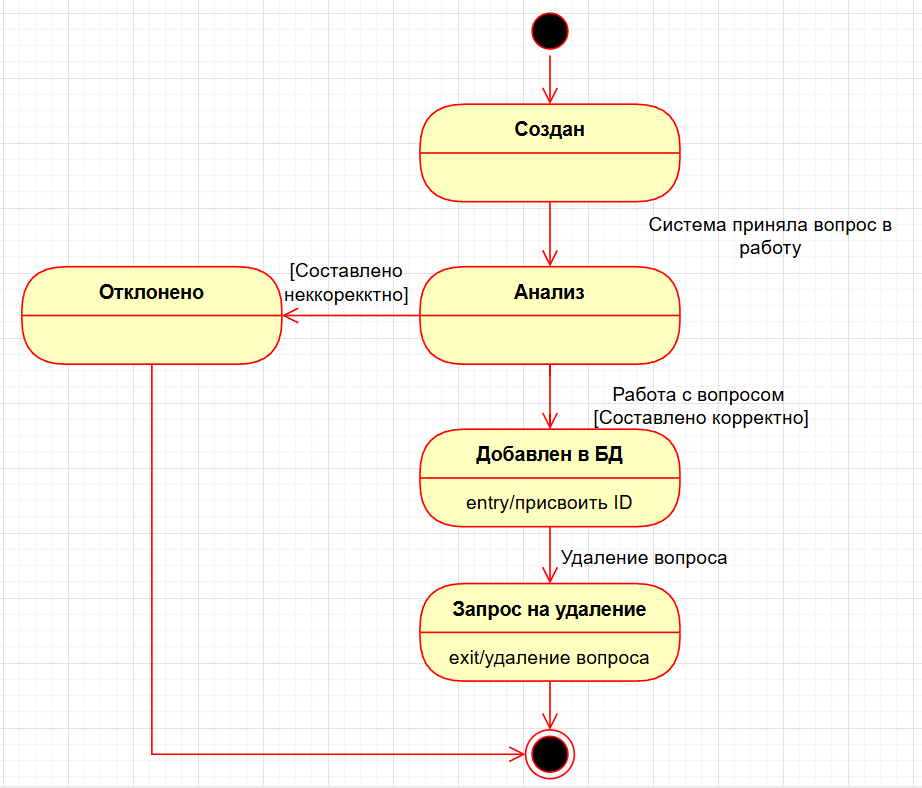 Создан
Система приняла вопрос в
работу
[Составлено
неккорекктно]
Отклонено
Анализ
Работа с вопросом
[Составлено корректно]
Добавлен в БД
entry/присвоить ID
Удаление вопроса
Запрос на удаление
exit/удаление вопроса